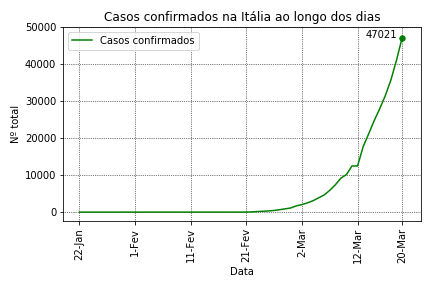 Casos confirmados na Itália ao longo dos dias
Casos confirmados
47021
Nº total
50000
40000
30000
20000
10000
0
22-Jan
1-Fev
11-Fev
21-Fev
2-Mar
12-Mar
20-Mar
Data